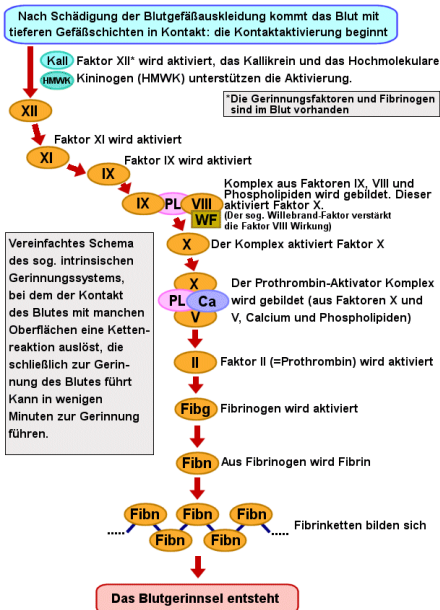 Nach Schädigung der Blutgefäßauskleidung kommt das Blut mit
tieferen Gefäßschichten in Kontakt: die Kontaktaktivierung beginnt
Kall
HMWK
Faktor XII* wird aktiviert, das Kallikrein und das Hochmolekulare
Kininogen (HMWK) unterstützen die Aktivierung.
XII
*Die Gerinnungsfaktoren und Fibrinogen
sind im Blut vorhanden
Faktor XI wird aktiviert
XI
Faktor IX wird aktiviert
IX
IX
PL
VIII
WF
Komplex aus Faktoren IX, VIII und
Phospholipiden wird gebildet. Dieser
aktiviert Faktor X.
(Der sog. Willebrand-Faktor verstärkt
die Faktor VIII Wirkung)
X
Der Komplex aktiviert Faktor X
Vereinfachtes Schema
des sog. intrinsischen
Gerinnungssystems,
bei dem der Kontakt
des Blutes mit manchen
Oberflächen eine Ketten-
reaktion auslöst, die
schließlich zur Gerin-
nung des Blutes führt
Kann in wenigen
Minuten zur Gerinnung
führen.
X
PL
Ca
V
Der Prothrombin-Aktivator Komplex
wird gebildet (aus Faktoren X und
V, Calcium und Phospholipiden)
II
Faktor II (=Prothrombin) wird aktiviert
Fibg
Fibrinogen wird aktiviert
Fibn
Aus Fibrinogen wird Fibrin
Fibn
Fibn
Fibn
.....
Fibn
Fibn
.....
Fibrinketten bilden sich
Das Blutgerinnsel entsteht